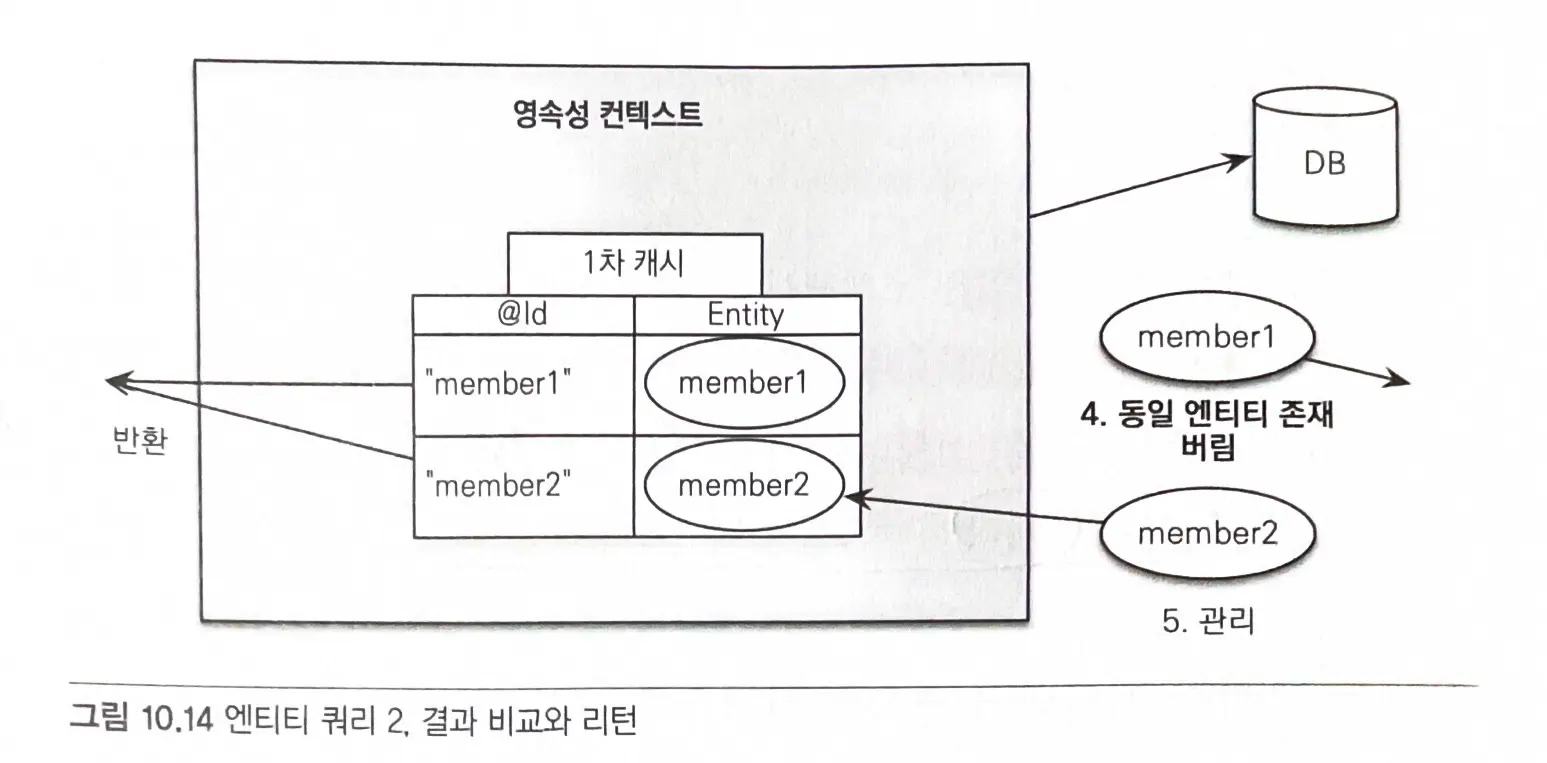 영속성 컨텍스트
DB
1차 캐시
@Id
Entity
"member1"
member1
"member2"
member2
반환
member1
4. 동일 엔티티 존재
버림
member2
5. 관리
그림 10.14 엔티티 쿼리 2, 결과 비교와 리턴